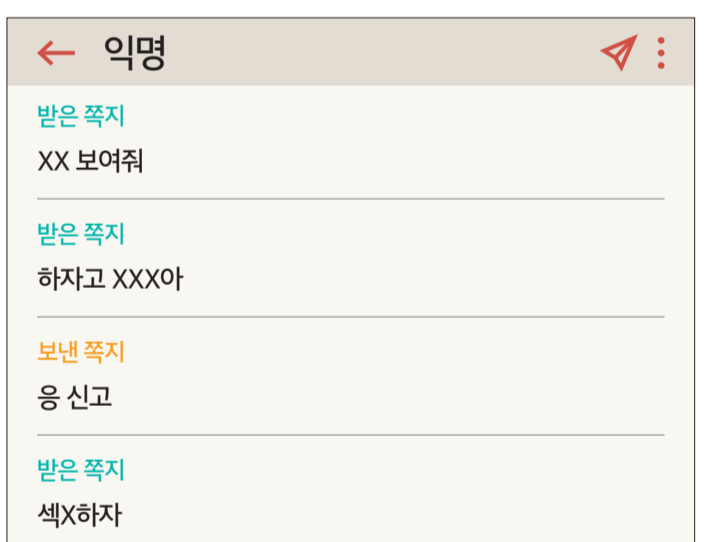 익명
받은 쪽지
XX 보여줘
받은 쪽지
하자고 XXX아
보낸 쪽지
응 신고
받은 쪽지
섹X하자